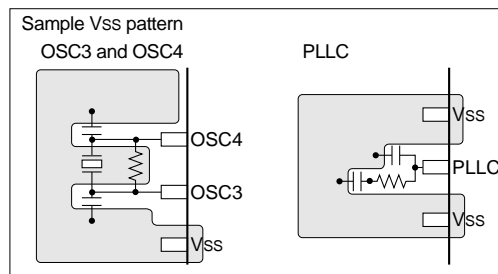 Sample VSS pattern
OSC3 and OSC4
PLLC
OSC4
OSC3
VSS
VSS
PLLC
VSS